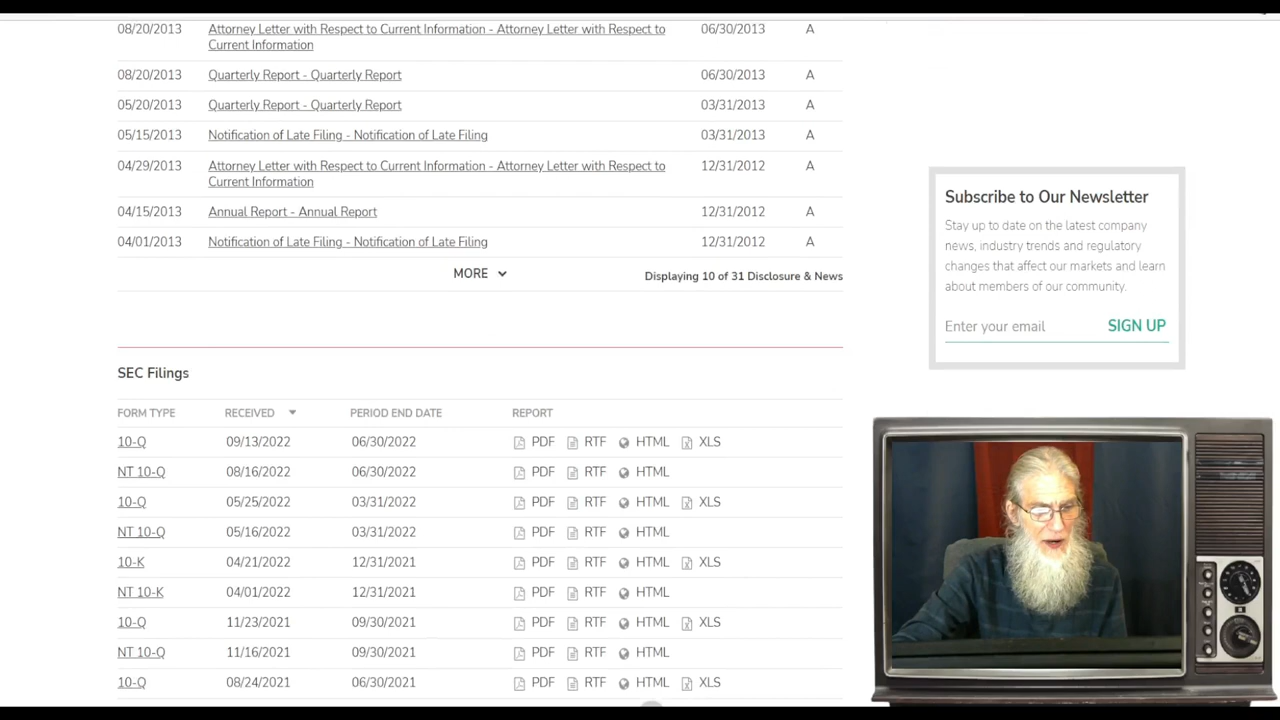 08/20/2013 Attorney Letter with Respect to Current Information - Attorney Letter with Respect to 06/30/2013 A
Current Information
08/20/2013 Quarterly Report - Quarterly Report 06/30/2013 A
05/20/2013 Quarterly Report - Quarterly Report 03/31/2013 A
05/15/2013 Notification of Late Filing - Notification of Late Filing 03/31/2013 A
04/29/2013 Attorney Letter with Respect to Current Information - Attorney Letter with Respect to 12/31/2012 A
Current Information
04/15/2013 Annual Report - Annual Report 12/31/2012 A
04/01/2013 Notification of Late Filing - Notification of Late Filing 12/31/2012 A
MORE Displaying 10 of 31 Disclosure & News
SEC Filings
FORM TYPE RECEIVED PERIOD END DATE REPORT
10-Q 09/13/2022 06/30/2022 PDF RTF HTML XLS
NT 10-Q 08/16/2022 06/30/2022 PDF RTF HTML
10-Q 05/25/2022 03/31/2022 PDF RTF HTML XLS
NT 10-Q 05/16/2022 03/31/2022 PDF RTF HTML
10-K 04/21/2022 12/31/2021 PDF RTF HTML XLS
NT 10-K 04/01/2022 12/31/2021 PDF RTF HTML
10-Q 11/23/2021 09/30/2021 PDF RTF HTML XLS
NT 10-Q 11/16/2021 09/30/2021 PDF RTF HTML
10-Q 08/24/2021 06/30/2021 PDF RTF HTML XLS
Subscribe to Our Newsletter
Stay up to date on the latest company
news, industry trends and regulatory
changes that affect our markets and learn
about members of our community.
Enter your email SIGN UP